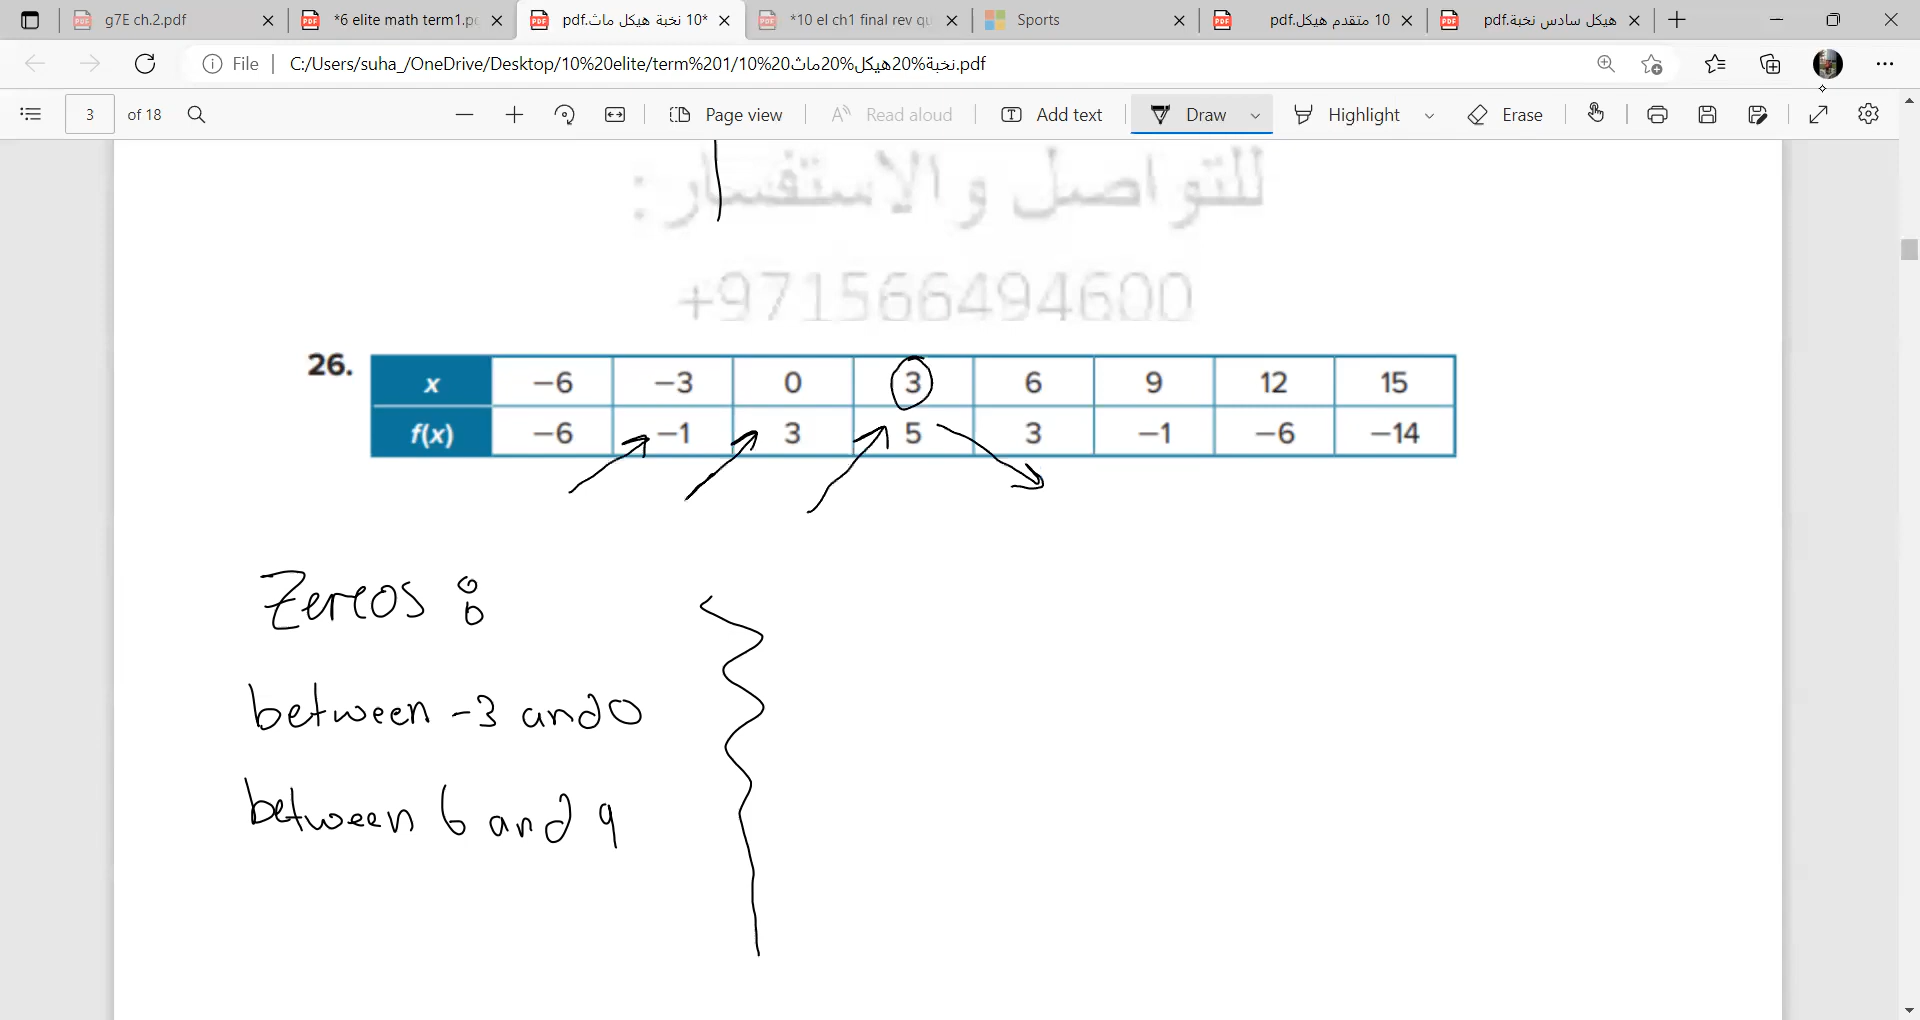 g7E ch.2.pdf
*6 elite math term1.pc
*10 نخبة هيكل ماث.pdf
*10 el ch1 final rev qu
Sports
10 متقدم هيكل.pdf
هيكل سادس نخبة.pdf
File
C:/Users/suha_/OneDrive/Desktop/10%20elite/term%201/10%20نخبة%20هيكل%20ماث.pdf
3 of 18
Page view
Read aloud
Add text
Draw
Highlight
Erase
للتواصل والاستفسار :
+971566494600
26.
x −6 −3 0 3 6 9 12 15
f(x) −6 −1 3 5 3 −1 −6 −14
Zereos :
between -3 and 0
between 6 and 9